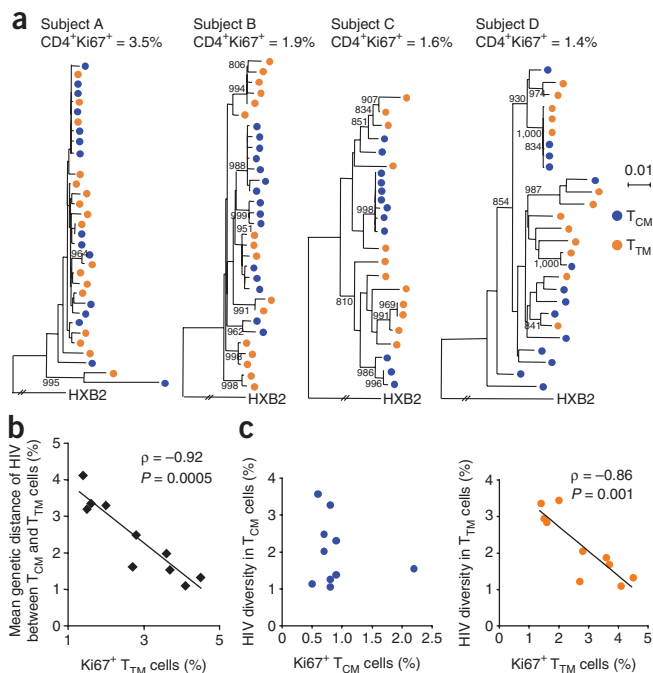 a
Subject A
CD4+Ki67+ = 3.5%
964
995
HXB2
Subject B
CD4+Ki67+ = 1.9%
806
994
988
999
951
991
962
998
998
HXB2
Subject C
CD4+Ki67+ = 1.6%
907
834
851
998
810
969
991
986
996
HXB2
Subject D
CD4+Ki67+ = 1.4%
974
930
1,000
834
987
854
1,000
841
HXB2
0.01
TCM
TTM
b
Mean genetic distance of HIV
between TCM and TTM cells (%)
5
4
3
2
1
0
ρ = –0.92
P = 0.0005
1
3
5
Ki67+ TTM cells (%)
c
HIV diversity in TCM cells (%)
5
4
3
2
1
0
0
0.5
1.0
1.5
2.0
2.5
Ki67+ TCM cells (%)
HIV diversity in TTM cells (%)
5
4
3
2
1
0
ρ = –0.86
P = 0.001
0
1
2
3
4
5
Ki67+ TTM cells (%)